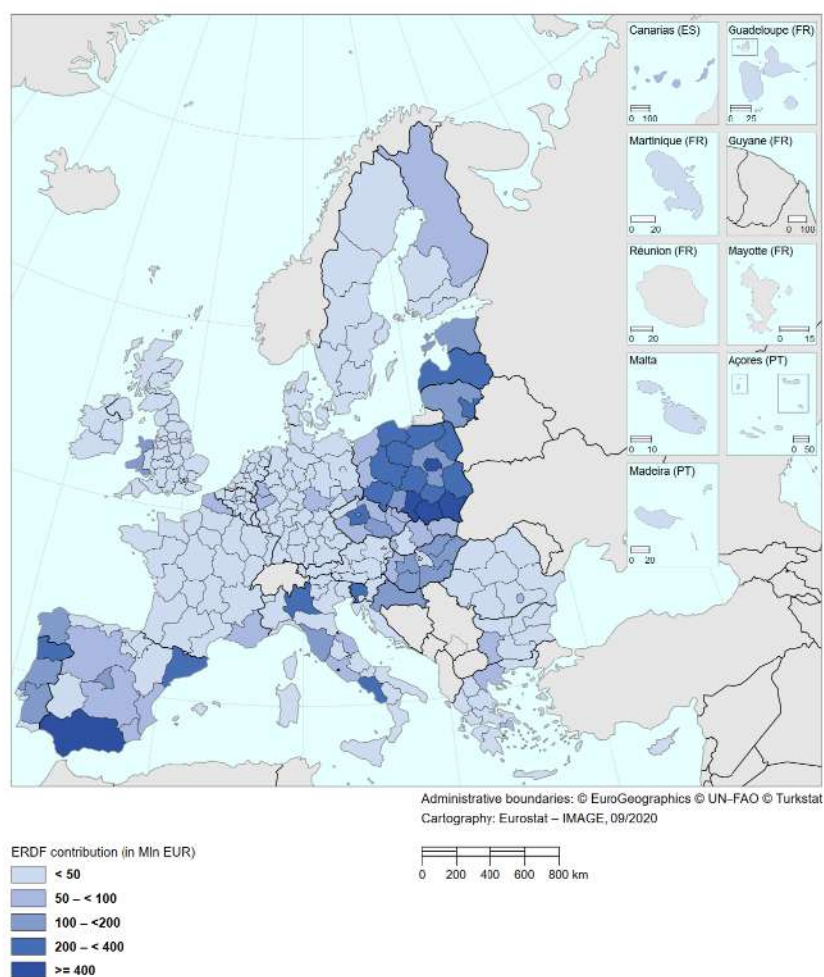 Canarias (ES)
0 100
Guadeloupe (FR)
0 25
Martinique (FR)
0 20
Guyane (FR)
0 100
Réunion (FR)
0 20
Mayotte (FR)
0 15
Malta
0 10
Açores (PT)
0 50
Madeira (PT)
0 20
Administrative boundaries: © EuroGeographics © UN–FAO © Turkstat
Cartography: Eurostat – IMAGE, 09/2020
0 200 400 600 800 km
ERDF contribution (in Mln EUR)
< 50
50 – < 100
100 – <200
200 – < 400
>= 400